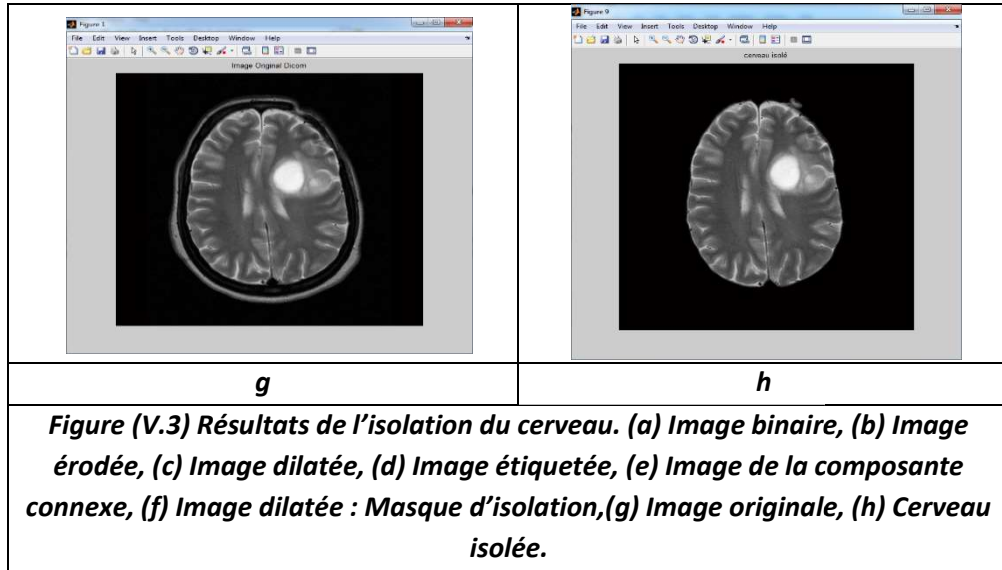 Figure 1
File Edit View Insert Tools Desktop Window Help
Image Original Dicom
Figure 9
File Edit View Insert Tools Desktop Window Help
cerveau isolé
g
h
Figure (V.3) Résultats de l’isolation du cerveau. (a) Image binaire, (b) Image
érodée, (c) Image dilatée, (d) Image étiquetée, (e) Image de la composante
connexe, (f) Image dilatée : Masque d’isolation,(g) Image originale, (h) Cerveau
isolée.